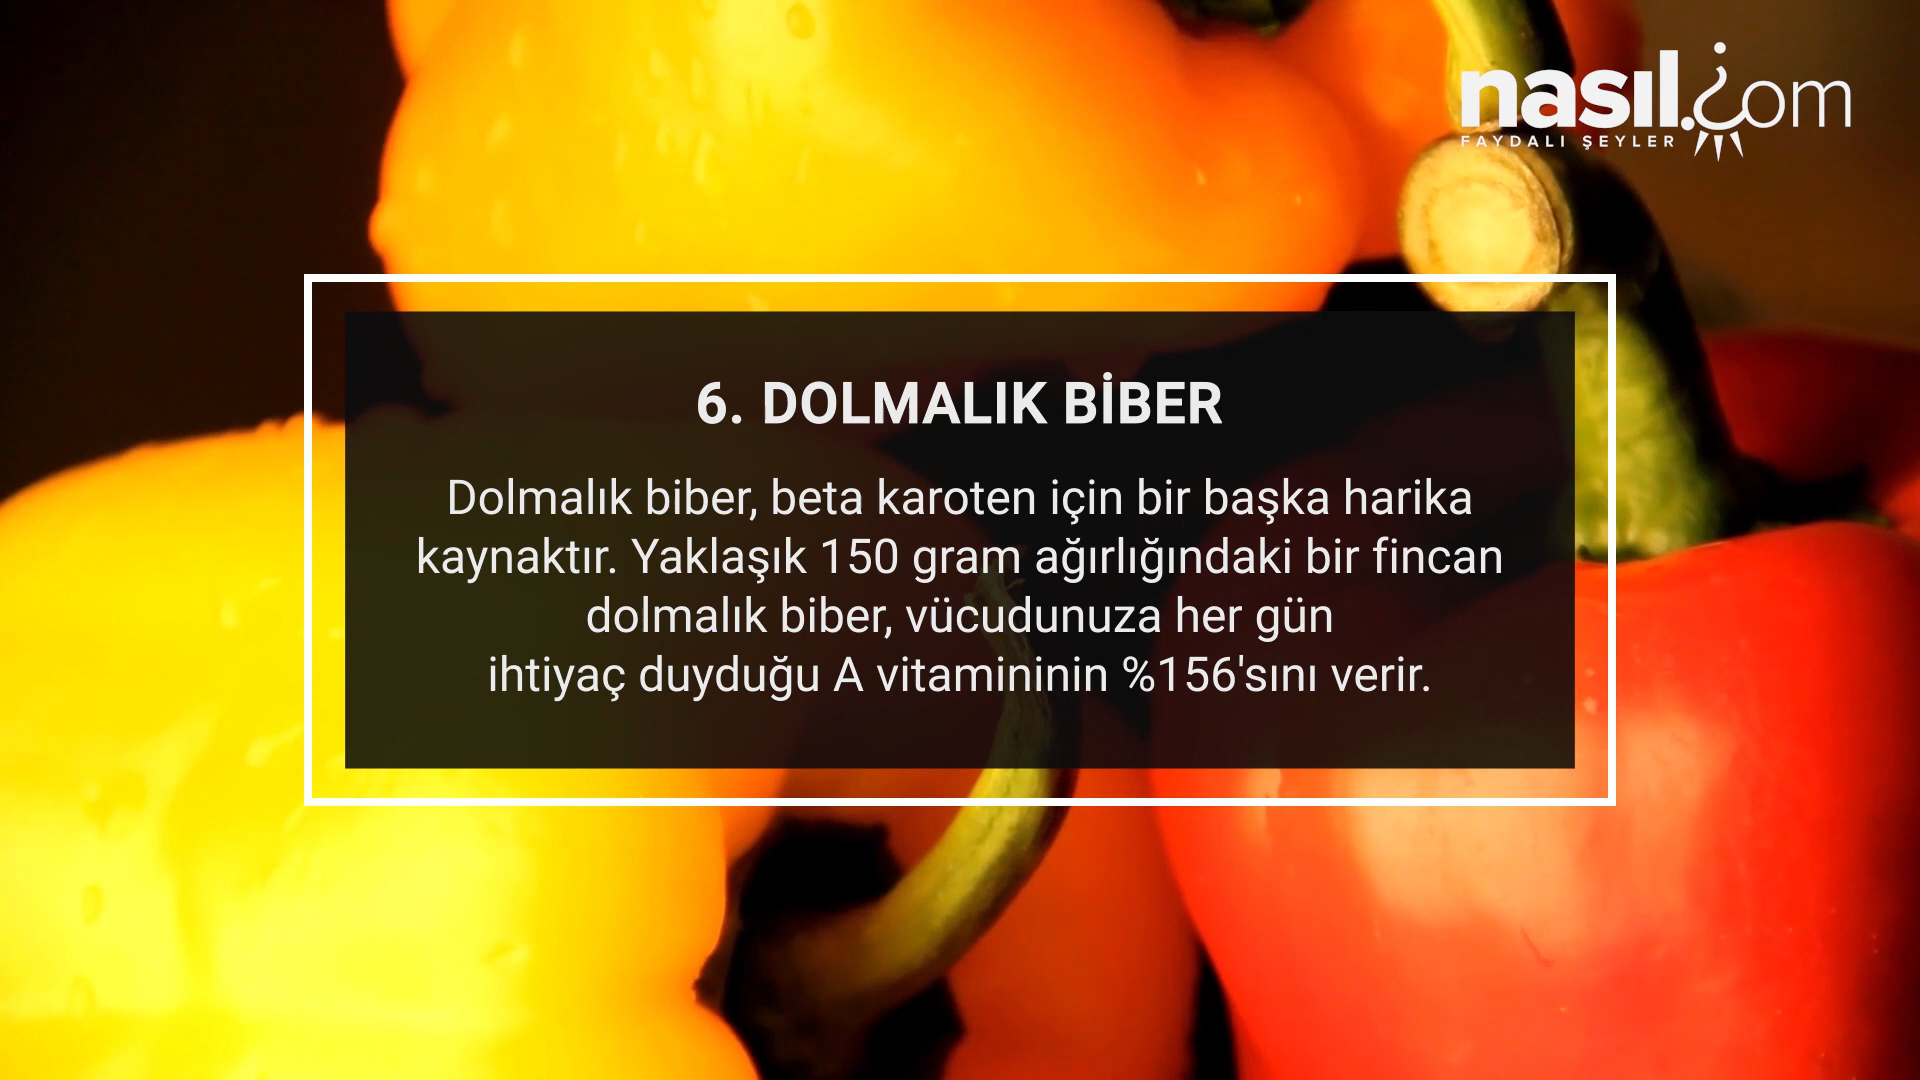 nasıl.com
FAYDALI ŞEYLER
6. DOLMALIK BİBER
Dolmalık biber, beta karoten için bir başka harika
kaynaktır. Yaklaşık 150 gram ağırlığındaki bir fincan
dolmalık biber, vücudunuza her gün
ihtiyaç duyduğu A vitamininin %156'sını verir.